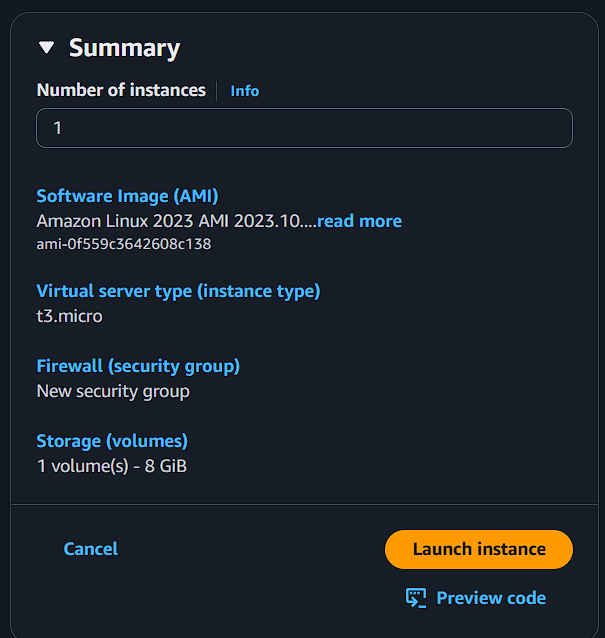 Summary
Number of instances Info
1
Software Image (AMI)
Amazon Linux 2023 AMI 2023.10....read more
ami-0f559c3642608c138
Virtual server type (instance type)
t3.micro
Firewall (security group)
New security group
Storage (volumes)
1 volume(s) - 8 GiB
Cancel
Launch instance
Preview code